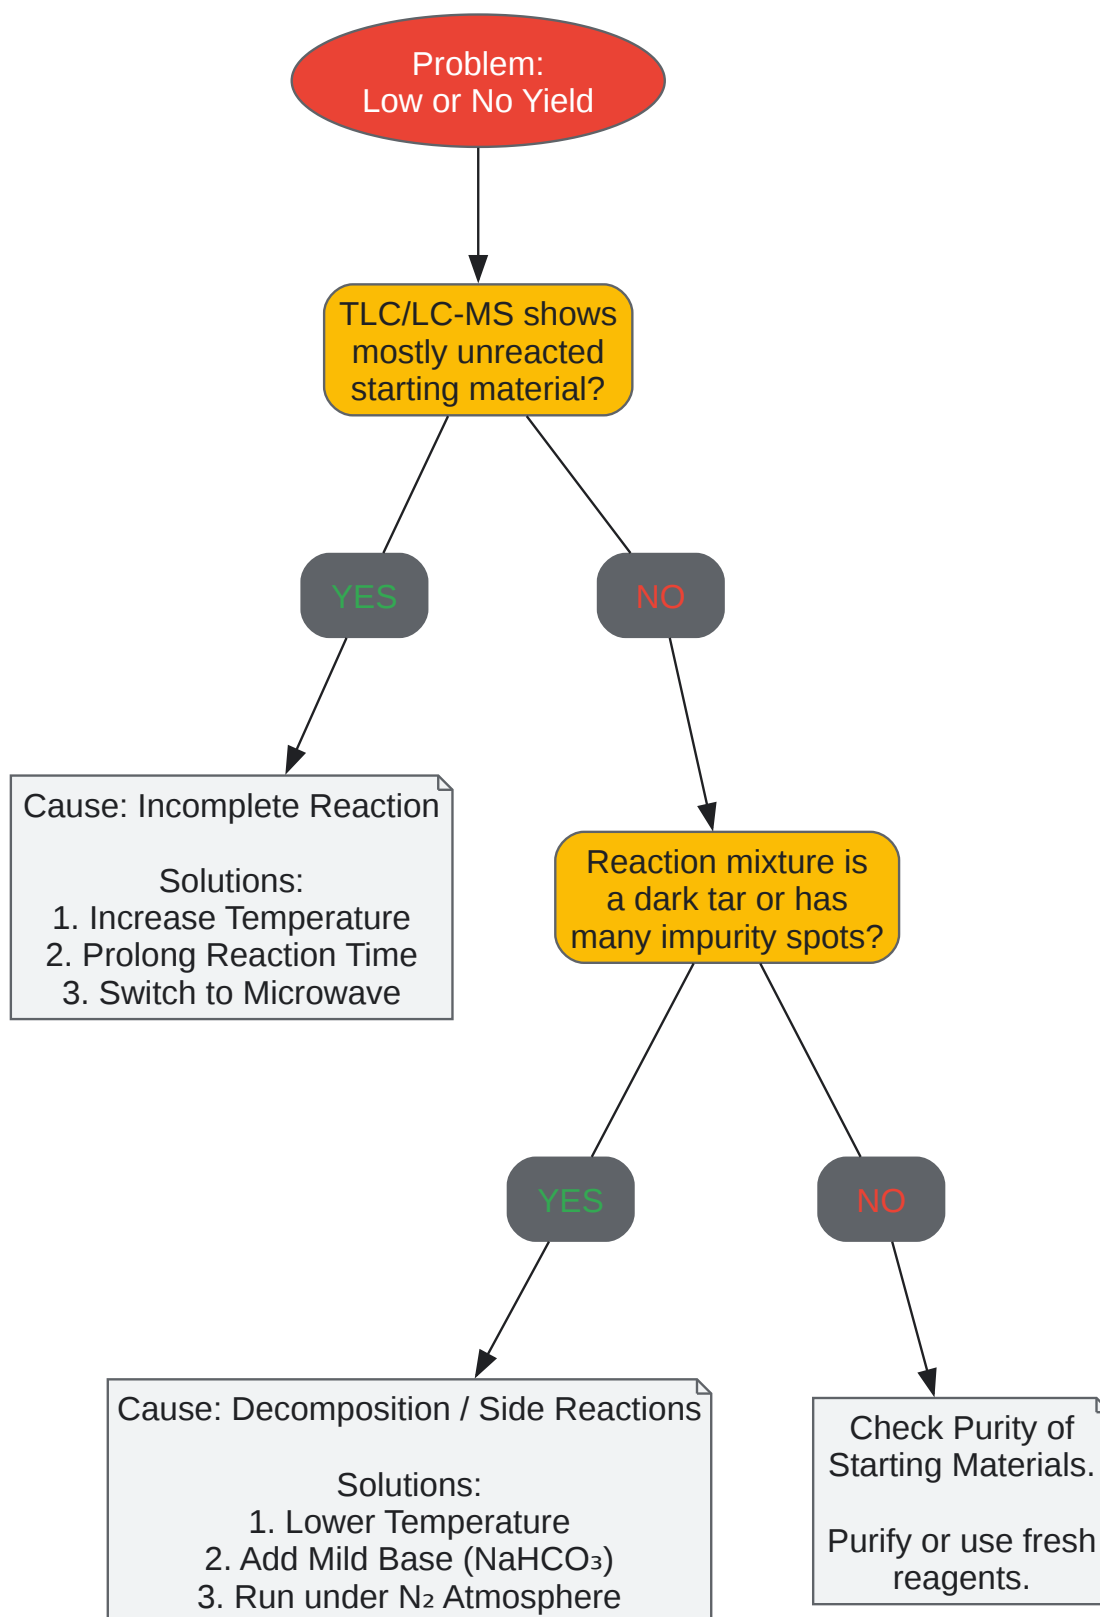 Problem:
Low or No Yield
TLC/LC-MS shows
mostly unreacted
starting material?
YES
NO
Cause: Incomplete Reaction
Solutions:
1. Increase Temperature
2. Prolong Reaction Time
3. Switch to Microwave
Reaction mixture is
a dark tar or has
many impurity spots?
YES
NO
Cause: Decomposition / Side Reactions
Solutions:
1. Lower Temperature
2. Add Mild Base (NaHCO₃)
3. Run under N₂ Atmosphere
Check Purity of
Starting Materials.
Purify or use fresh
reagents.